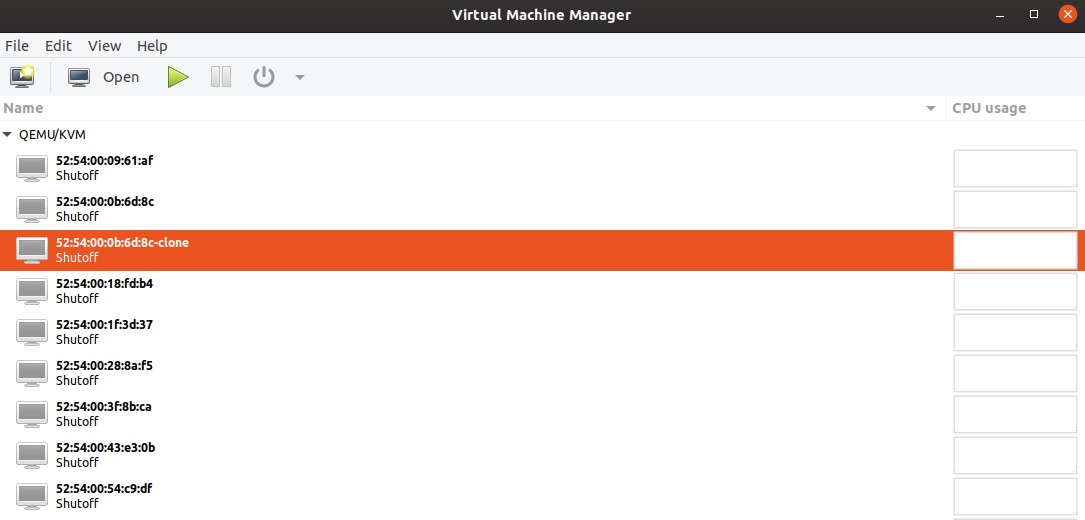 Virtual Machine Manager
File Edit View Help
Open
Name CPU usage
QEMU/KVM
52:54:00:09:61:af
Shutoff
52:54:00:0b:6d:8c
Shutoff
52:54:00:0b:6d:8c-clone
Shutoff
52:54:00:18:fd:b4
Shutoff
52:54:00:1f:3d:37
Shutoff
52:54:00:28:8a:f5
Shutoff
52:54:00:3f:8b:ca
Shutoff
52:54:00:43:e3:0b
Shutoff
52:54:00:54:c9:df
Shutoff